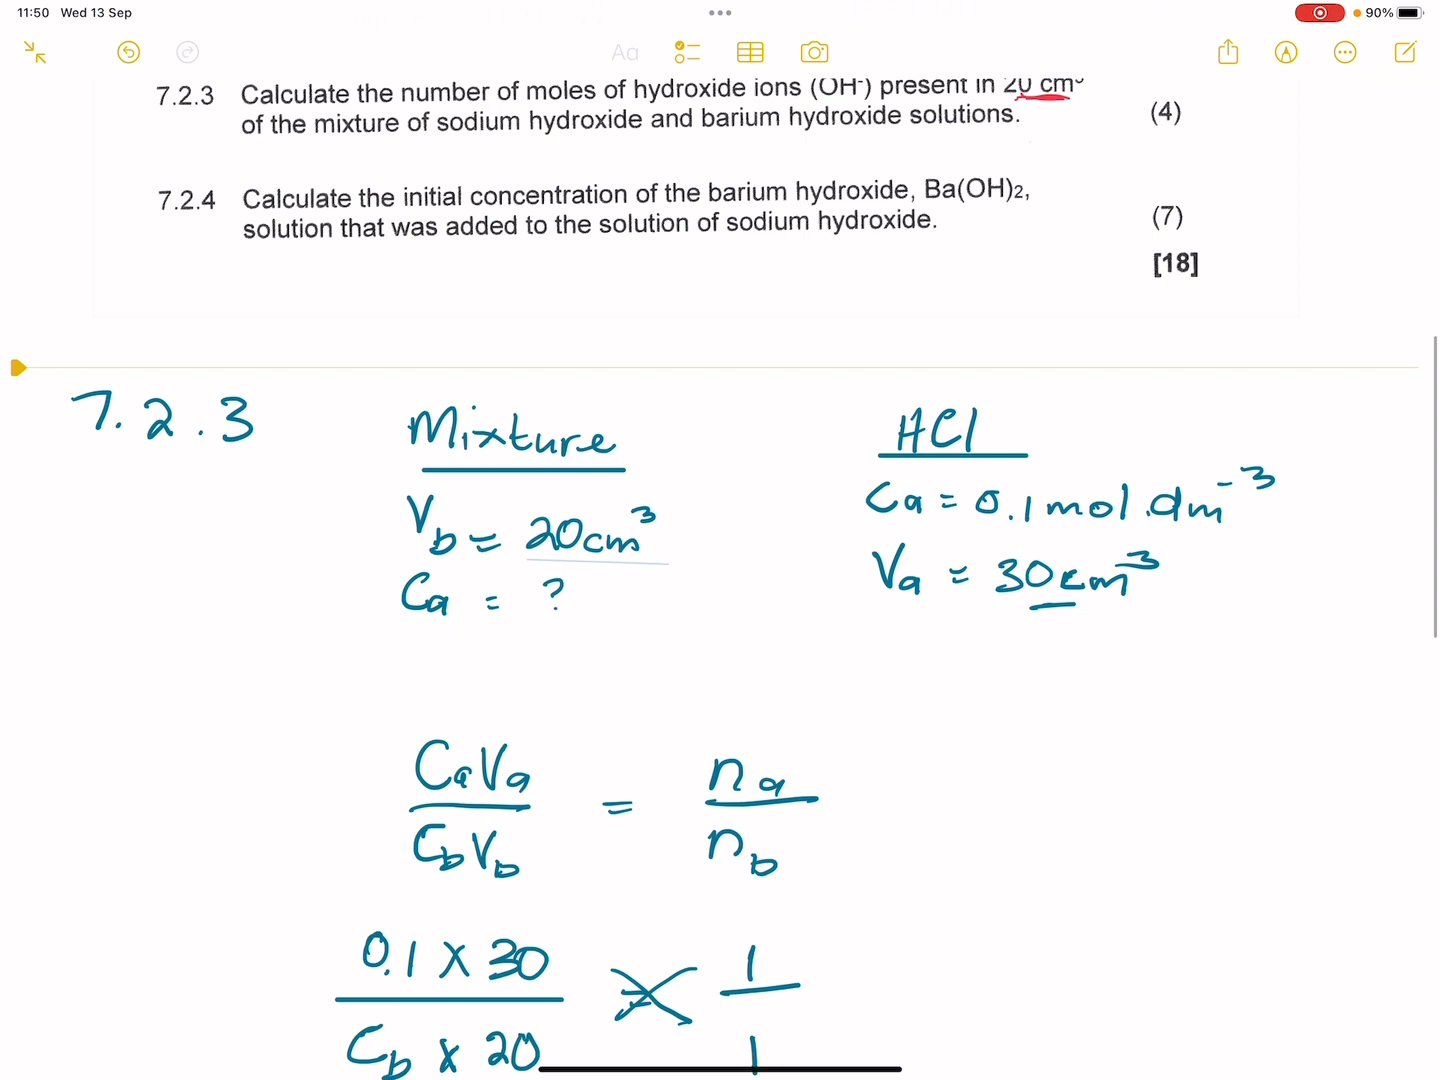 11:50 Wed 13 Sep
90%
Aa
7.2.3 Calculate the number of moles of hydroxide ions (OH⁻) present in 20 cm³
of the mixture of sodium hydroxide and barium hydroxide solutions. (4)
7.2.4 Calculate the initial concentration of the barium hydroxide, Ba(OH)₂,
solution that was added to the solution of sodium hydroxide. (7)
[18]
7.2.3 Mixture HCl
V_b = 20cm³ Ca = 0.1 mol.dm⁻³
Ca = ? Va = 30cm³
CaVa / CbVb = na / nb
0.1 x 30 / Cb x 20 = 1 / 1